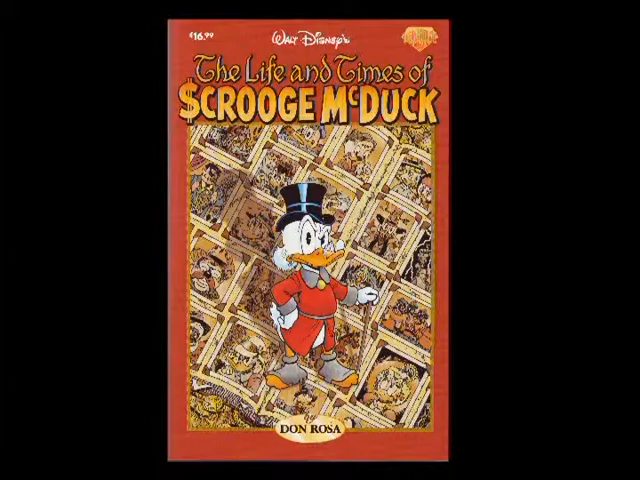 $16.99
WALT DISNEY'S
The Life and Times of
$CROOGE McDUCK
by
DON ROSA